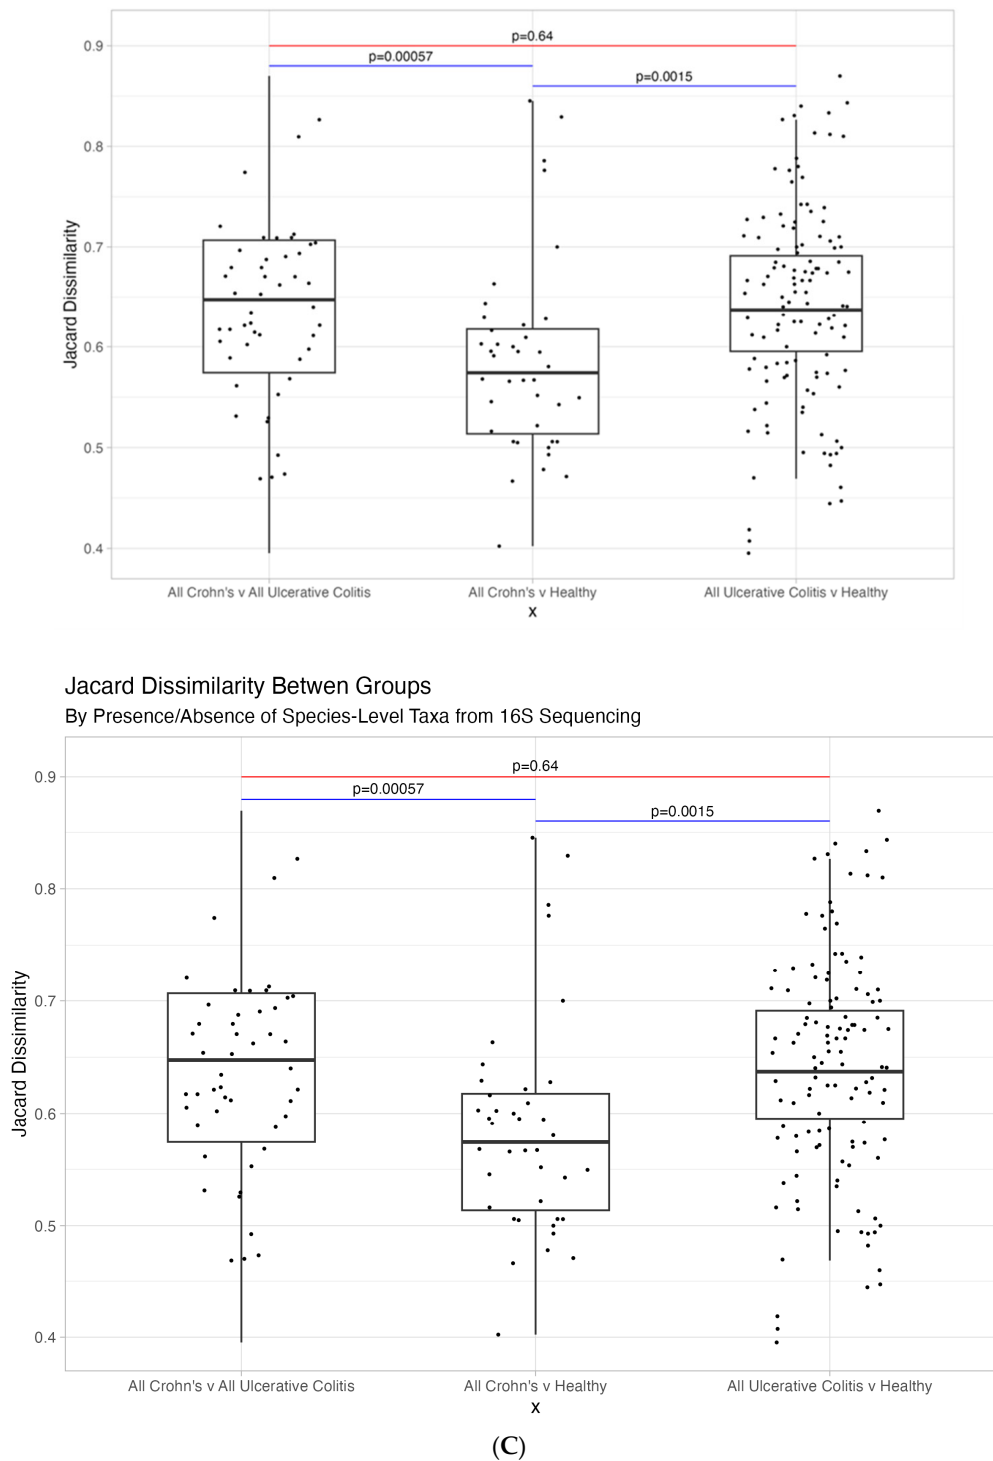 p=0.64
p=0.00057
p=0.0015
0.9
0.8
0.7
0.6
0.5
0.4
Jacard Dissimilarity
All Crohn's v All Ulcerative Colitis All Crohn's v Healthy All Ulcerative Colitis v Healthy
x
Jacard Dissimilarity Betwen Groups
By Presence/Absence of Species-Level Taxa from 16S Sequencing
p=0.64
p=0.00057
p=0.0015
0.9
0.8
0.7
0.6
0.5
0.4
Jacard Dissimilarity
All Crohn's v All Ulcerative Colitis All Crohn's v Healthy All Ulcerative Colitis v Healthy
x
(C)